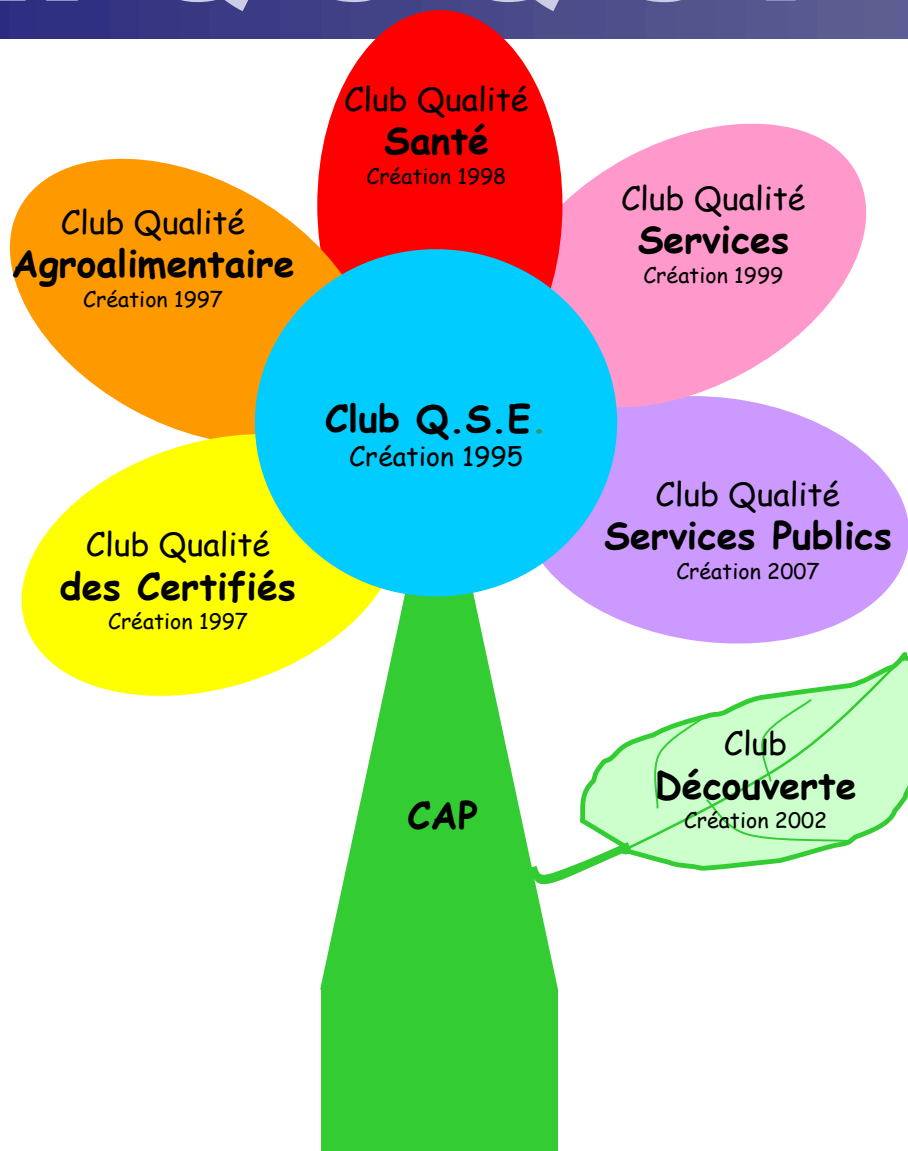 Club Qualité
Santé
Création 1998
Club Qualité
Services
Création 1999
Club Qualité
Agroalimentaire
Création 1997
Club Q.S.E.
Création 1995
Club Qualité
Services Publics
Création 2007
Club Qualité
des Certifiés
Création 1997
Club
Découverte
Création 2002
CAP